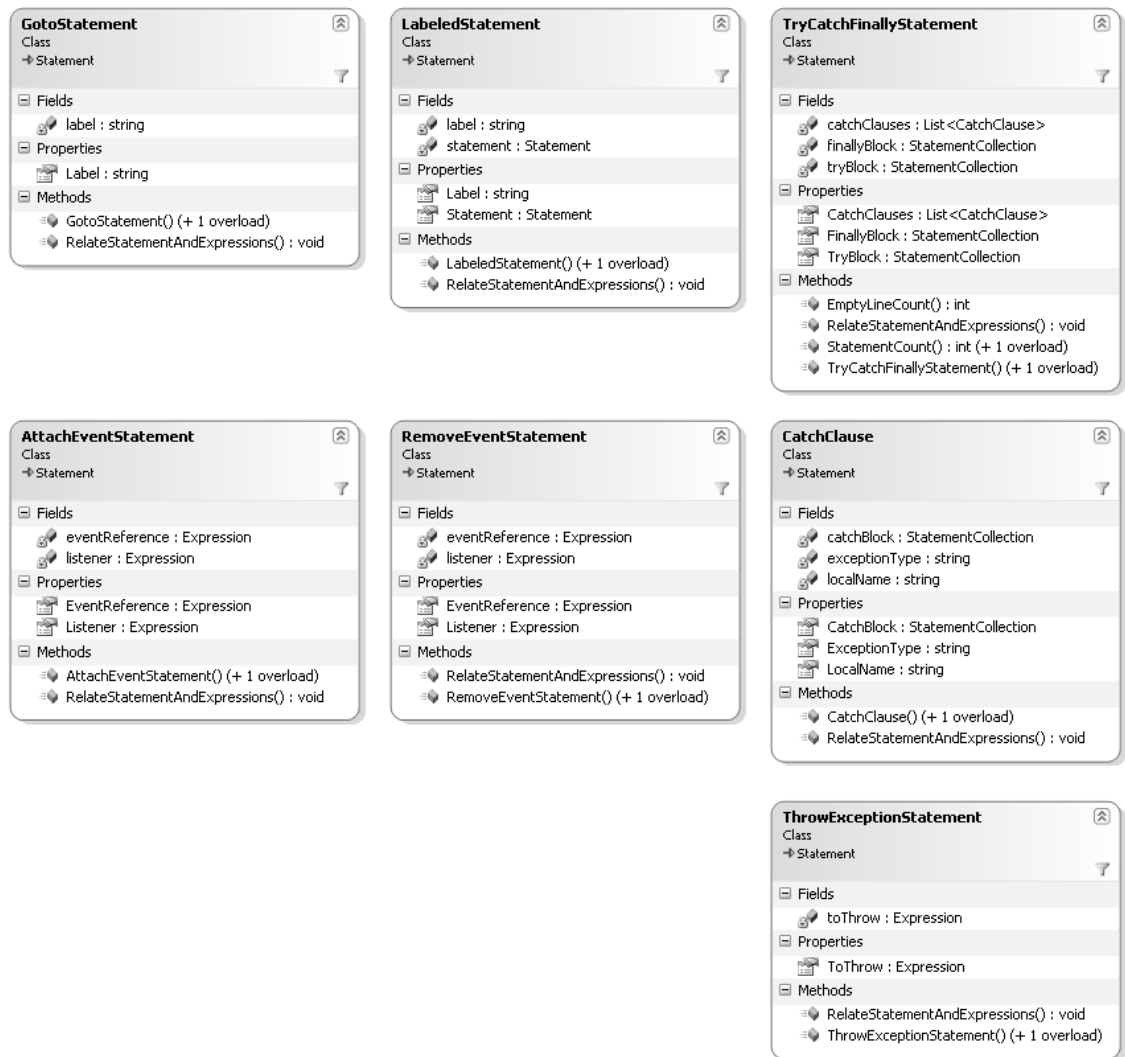 GotoStatement
Class
Statement
Fields
label : string
Properties
Label : string
Methods
GotoStatement() (+ 1 overload)
RelateStatementAndExpressions() : void
LabeledStatement
Class
Statement
Fields
label : string
statement : Statement
Properties
Label : string
Statement : Statement
Methods
LabeledStatement() (+ 1 overload)
RelateStatementAndExpressions() : void
TryCatchFinallyStatement
Class
Statement
Fields
catchClauses : List<CatchClause>
finallyBlock : StatementCollection
tryBlock : StatementCollection
Properties
CatchClauses : List<CatchClause>
FinallyBlock : StatementCollection
TryBlock : StatementCollection
Methods
EmptyLineCount() : int
RelateStatementAndExpressions() : void
StatementCount() : int (+ 1 overload)
TryCatchFinallyStatement() (+ 1 overload)
AttachEventStatement
Class
Statement
Fields
eventReference : Expression
listener : Expression
Properties
EventReference : Expression
Listener : Expression
Methods
AttachEventStatement() (+ 1 overload)
RelateStatementAndExpressions() : void
RemoveEventStatement
Class
Statement
Fields
eventReference : Expression
listener : Expression
Properties
EventReference : Expression
Listener : Expression
Methods
RelateStatementAndExpressions() : void
RemoveEventStatement() (+ 1 overload)
CatchClause
Class
Statement
Fields
catchBlock : StatementCollection
exceptionType : string
localName : string
Properties
CatchBlock : StatementCollection
ExceptionType : string
LocalName : string
Methods
CatchClause() (+ 1 overload)
RelateStatementAndExpressions() : void
ThrowExceptionStatement
Class
Statement
Fields
toThrow : Expression
Properties
ToThrow : Expression
Methods
RelateStatementAndExpressions() : void
ThrowExceptionStatement() (+ 1 overload)